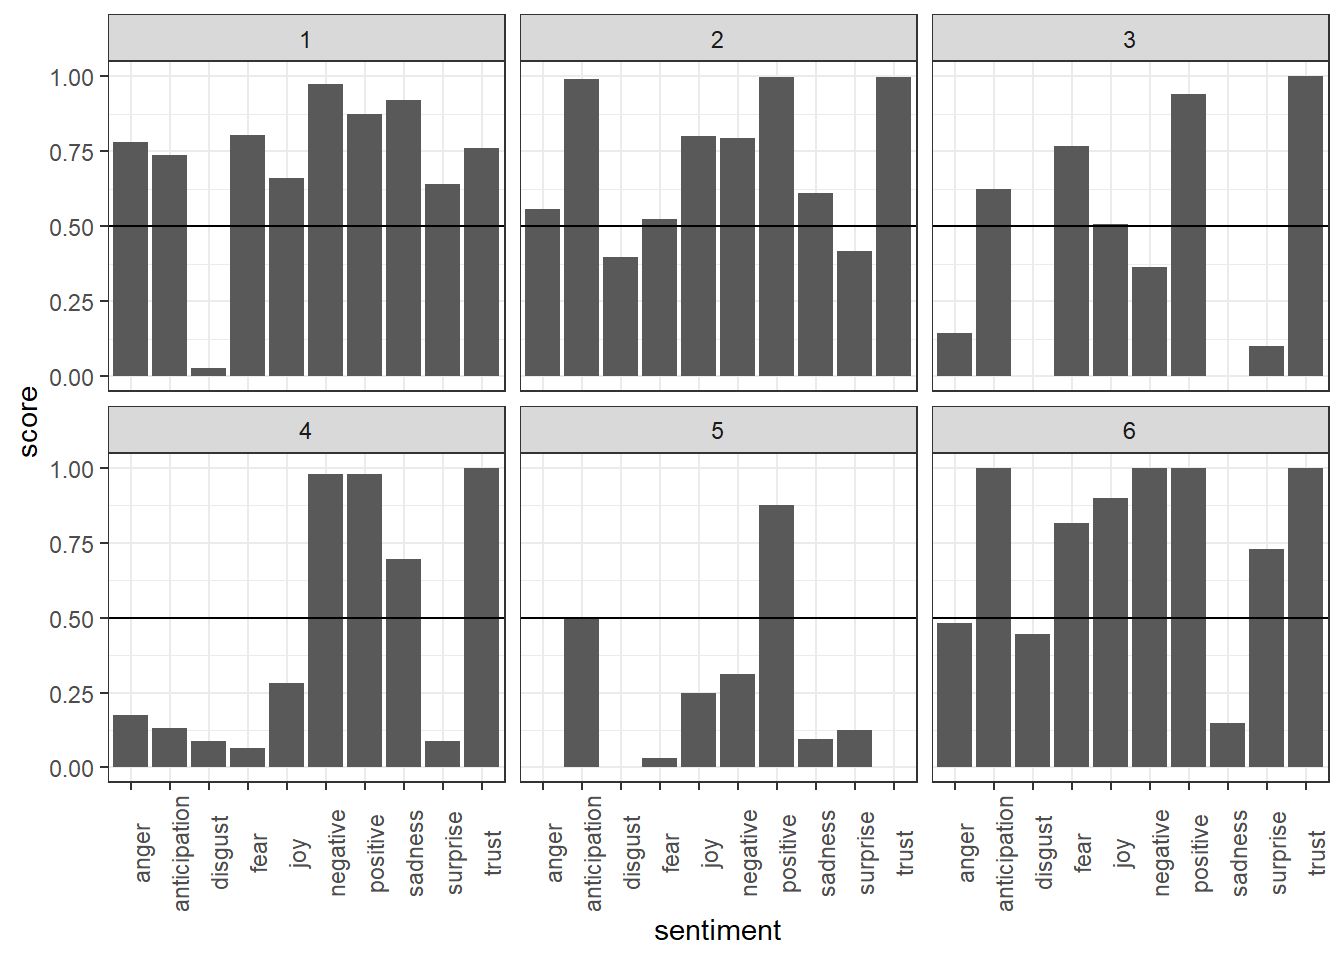 1
2
3
1.00
0.75
0.50
0.25
0.00
4
5
6
1.00
0.75
0.50
0.25
0.00
score
anger
anticipation
disgust
fear
joy
negative
positive
sadness
surprise
trust
anger
anticipation
disgust
fear
joy
negative
positive
sadness
surprise
trust
anger
anticipation
disgust
fear
joy
negative
positive
sadness
surprise
trust
sentiment